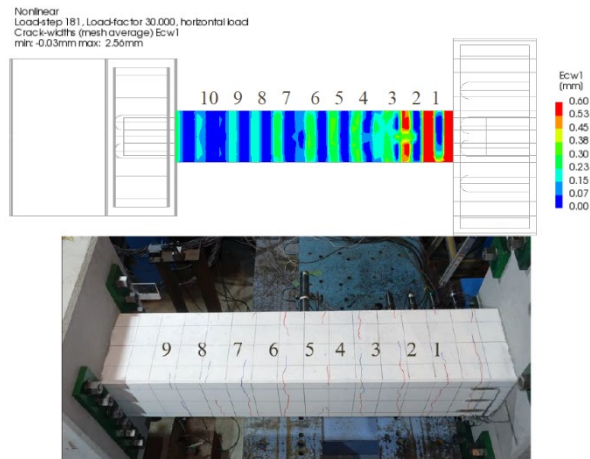 Nonlinear
Load-step 181, Load-factor 30.000, horizontal load
Crack-widths (mesh average) Ecw1
min: -0.03mm max: 2.56mm
10 9 8 7 6 5 4 3 2 1
Ecw1
(mm)
0.60
0.53
0.45
0.38
0.30
0.23
0.15
0.07
0.00
9 8 7 6 5 4 3 2 1